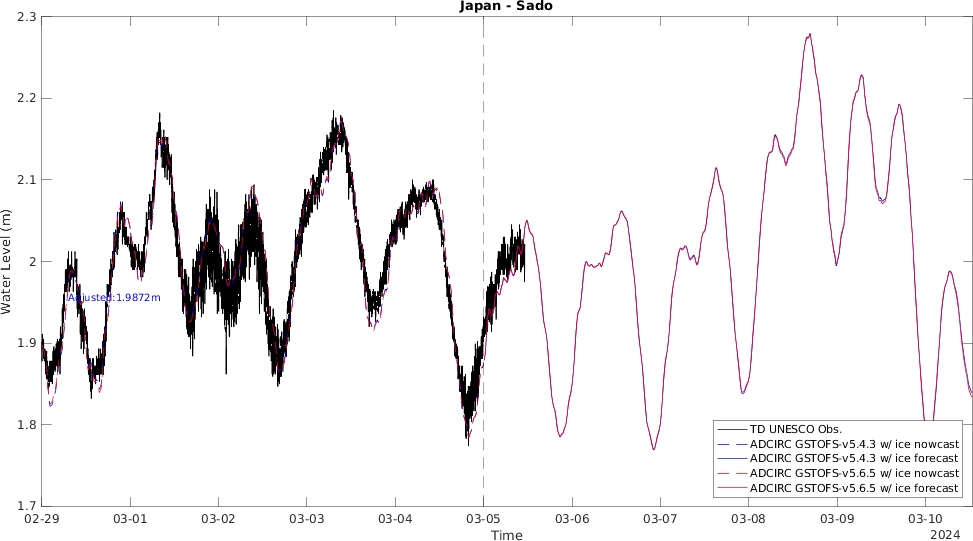 Japan - Sado
2.3
2.2
2.1
2
1.9
1.8
1.7
Water Level (m)
Adjusted:1.9872m
TD UNESCO Obs.
ADCIRC GSTOFS-v5.4.3 w/ ice nowcast
ADCIRC GSTOFS-v5.4.3 w/ ice forecast
ADCIRC GSTOFS-v5.6.5 w/ ice nowcast
ADCIRC GSTOFS-v5.6.5 w/ ice forecast
02-29 03-01 03-02 03-03 03-04 03-05 03-06 03-07 03-08 03-09 03-10
Time
2024